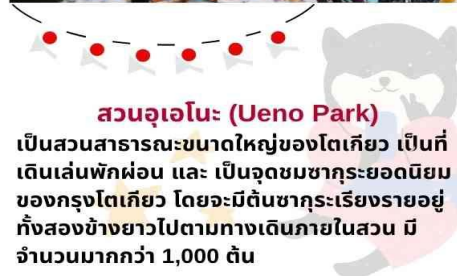 สวนอุเอโนะ (Ueno Park)
เป็นสวนสาธารณะขนาดใหญ่ของโตเกียว เป็นที่
เดินเล่นพักผ่อน และ เป็นจุดชมซากุระยอดนิยม
ของกรุงโตเกียว โดยจะมีต้นซากุระเรียงรายอยู่
ทั้งสองข้างยาวไปตามทางเดินภายในสวน มี
จำนวนมากกว่า 1,000 ต้น